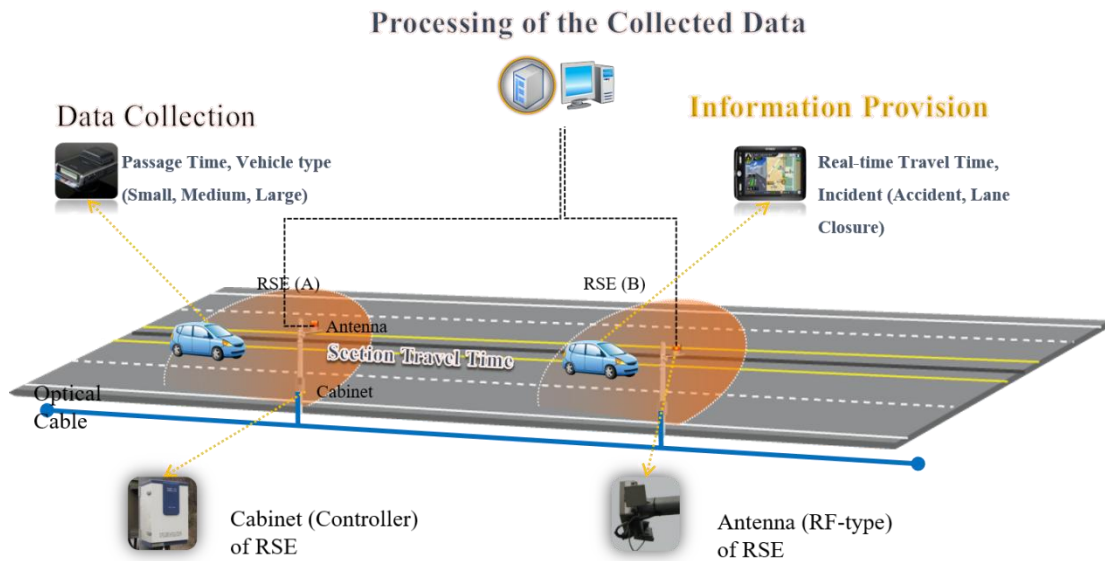 Processing of the Collected Data
Data Collection
Passage Time, Vehicle type
(Small, Medium, Large)
Information Provision
Real-time Travel Time,
Incident (Accident, Lane
Closure)
RSE (A)
RSE (B)
Antenna
Section Travel Time
Cabinet
Optical
Cable
Cabinet (Controller)
of RSE
Antenna (RF-type)
of RSE